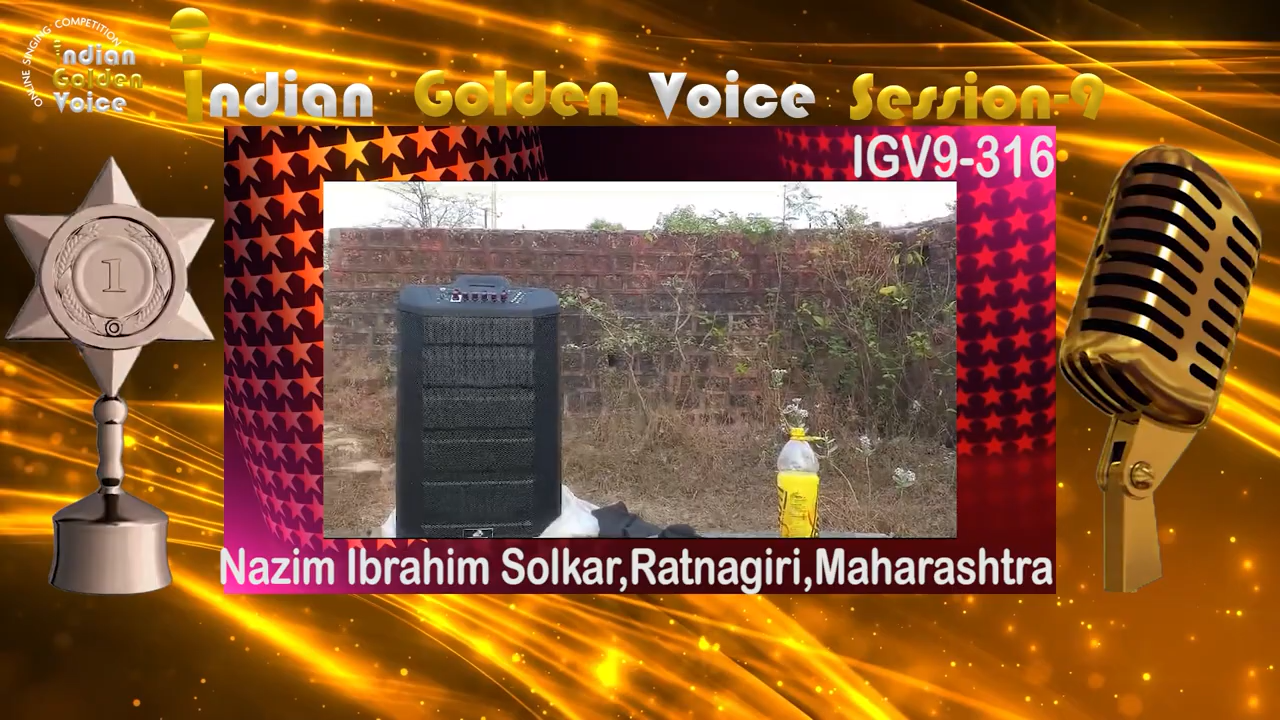 ONLINE SINGING COMPETITION
indian
Golden
Voice
indian Golden Voice Session-9
IGV9-316
1
Nazim Ibrahim Solkar,Ratnagiri,Maharashtra